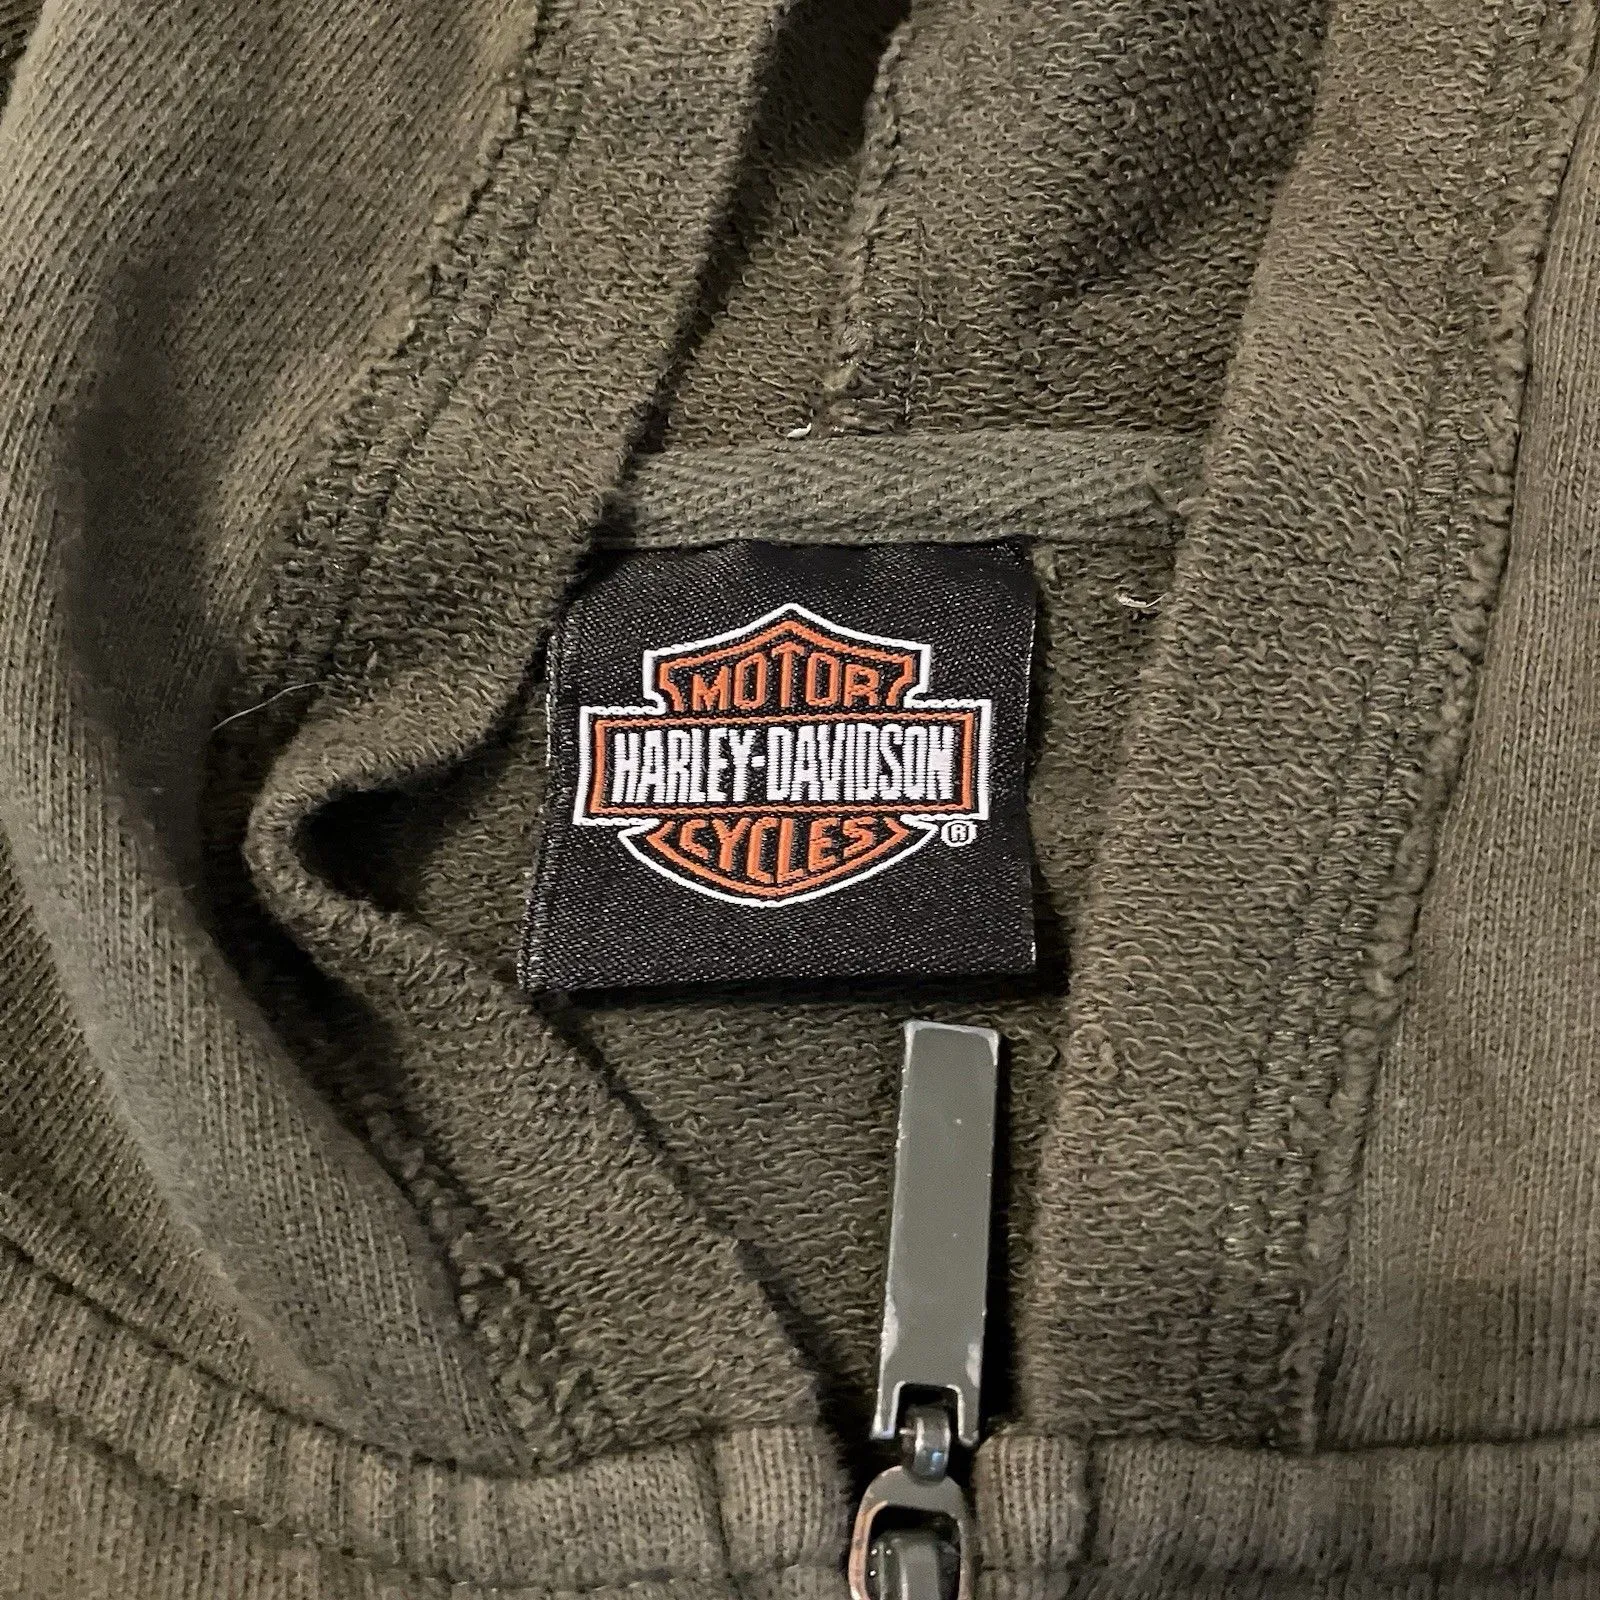 MOTOR
HARLEY-DAVIDSON
CYCLES
®